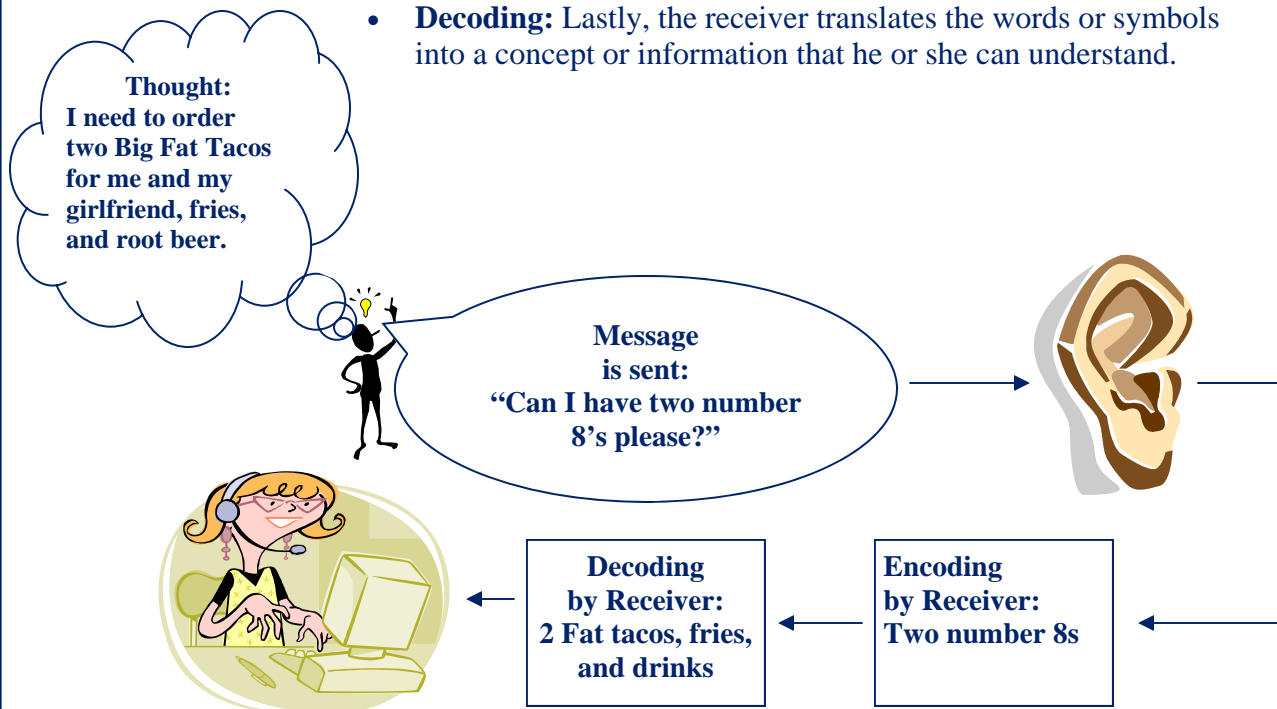 • Decoding: Lastly, the receiver translates the words or symbols
into a concept or information that he or she can understand.
Thought:
I need to order
two Big Fat Tacos
for me and my
girlfriend, fries,
and root beer.
Message
is sent:
“Can I have two number
8’s please?”
Decoding
by Receiver:
2 Fat tacos, fries,
and drinks
Encoding
by Receiver:
Two number 8s